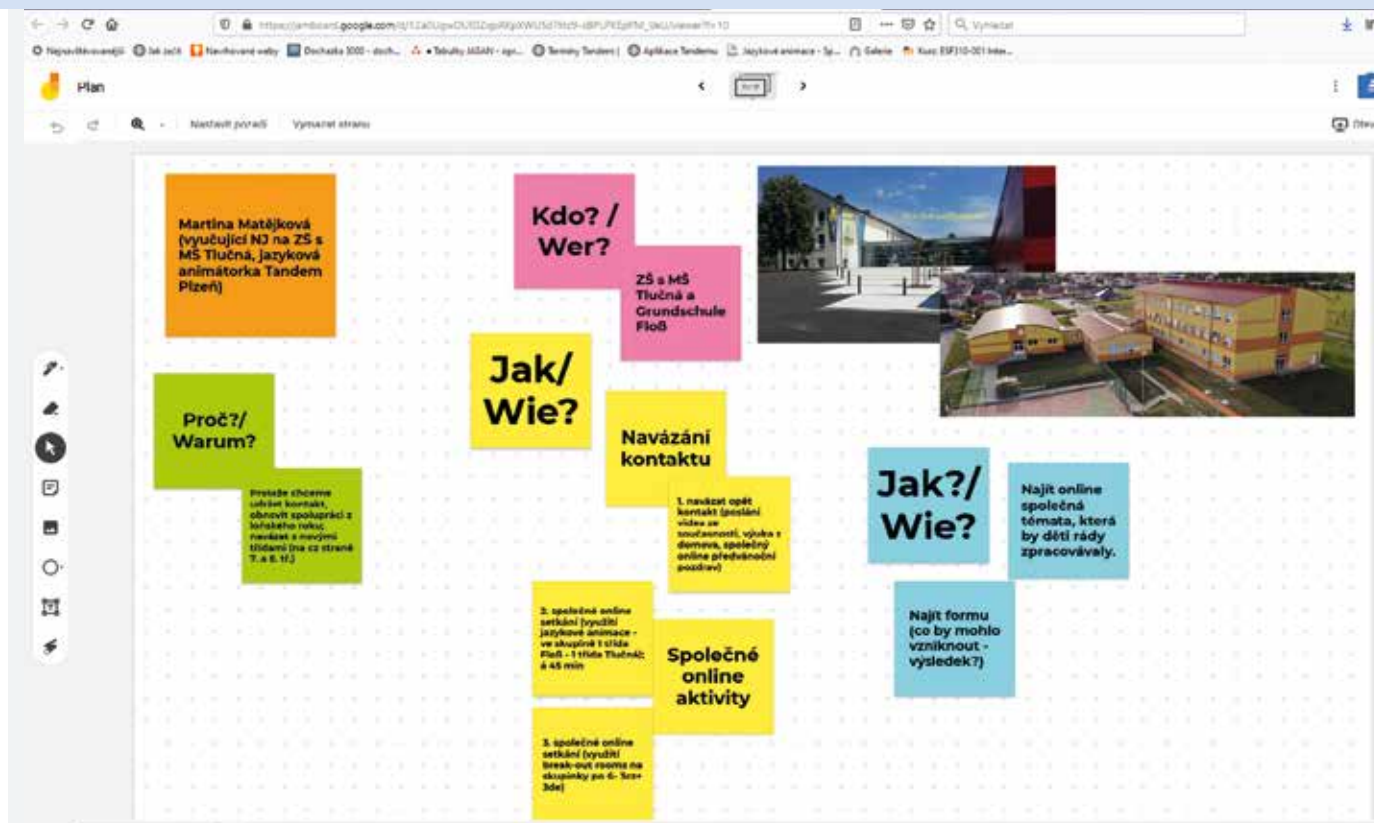 Vyhledat
Plan
Nastavit pozadí Vymazat stranu
Martina Matějková
(vyučující NJ na ZŠ s
MŠ Tlučná, jazyková
animátorka Tandem
Plzeň)
Kdo? /
Wer?
ZŠ s MŠ
Tlučná a
Grundschule
Floß
Proč?/
Warum?
Protože chceme
udržet kontakt,
obnovit spolupráci z
loňského roku;
navázat s novými
třídami (na cz straně
7. a 8. tř.)
Jak/
Wie?
Navázání
kontaktu
1. navázat opět
kontakt (poslání
videa ze
současnosti, výuka z
domova, společný
online předvánoční
pozdrav)
2. společné online
setkání (využití
jazykové animace -
ve skupině 1 třída
Floß - 1 třída Tlučná;
á 45 min
Společné
online
aktivity
3. společné online
setkání (využití
break-out rooms na
skupinky po 6-
3de)
Jak?/
Wie?
Najít online
společná
témata, která
by děti rády
zpracovávaly.
Najít formu
(co by mohlo
vzniknout -
výsledek?)